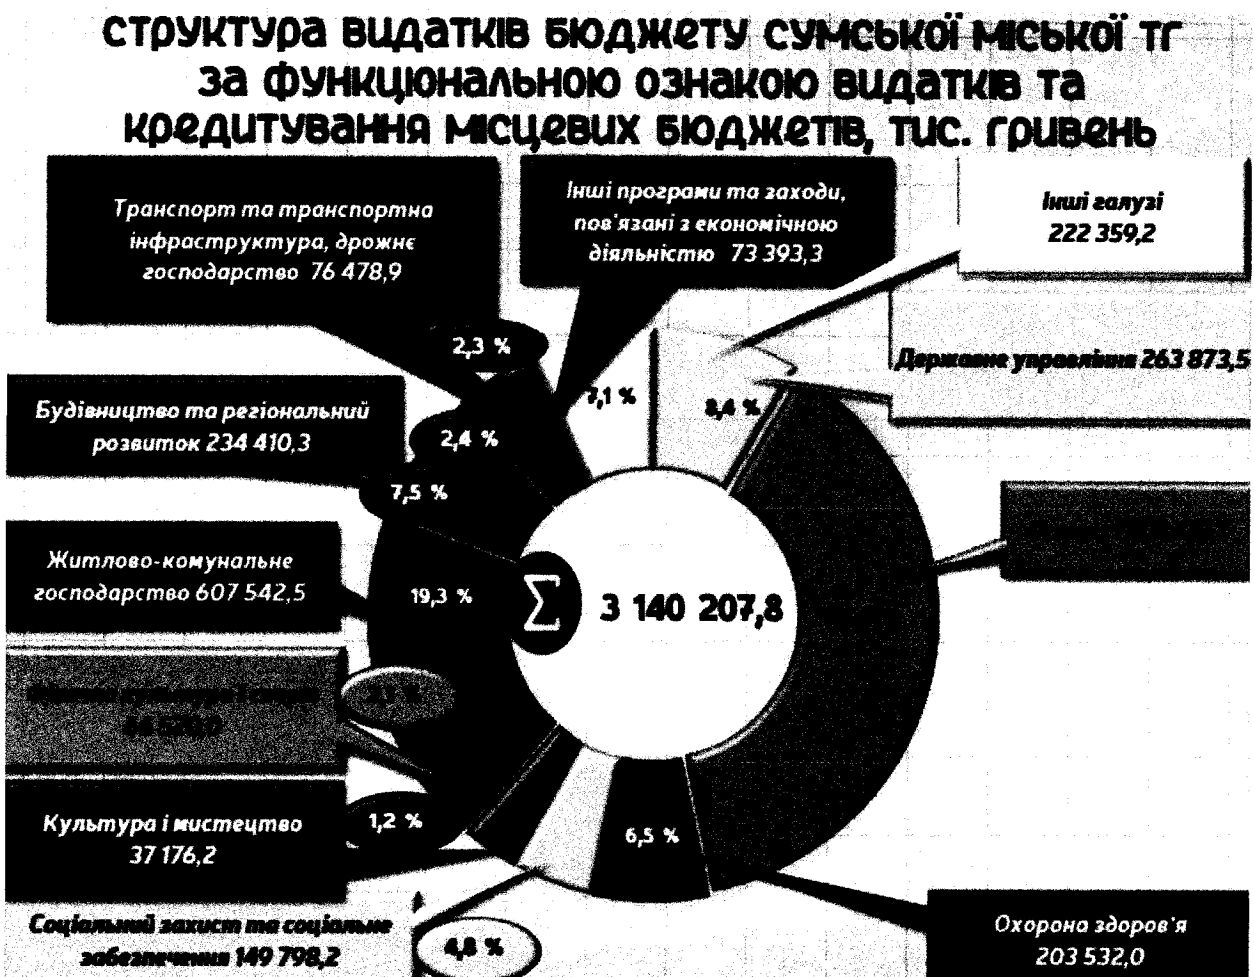 структура видатків бюджету сумської міської тг
за функціональною ознакою видатків та
кредитування місцевих бюджетів, тис. гривень
Транспорт та транспортна
інфраструктура, дрожнє
господарство 76 478,9
Інші програми та заходи,
пов'язані з економічною
діяльністю 73 393,3
Інші галузі
222 359,2
2,3 %
7,1 %
8,4 %
Державне управління 263 873,5
Будівництво та регіональний
розвиток 234 410,3
2,4 %
7,5 %
Житлово-комунальне
господарство 607 542,5
19,3 %
Σ 3 140 207,8
Культура і мистецтво
37 176,2
1,2 %
6,5 %
Соціальний захист та соціальне
забезпечення 149 798,2
4,8 %
Охорона здоров'я
203 532,0